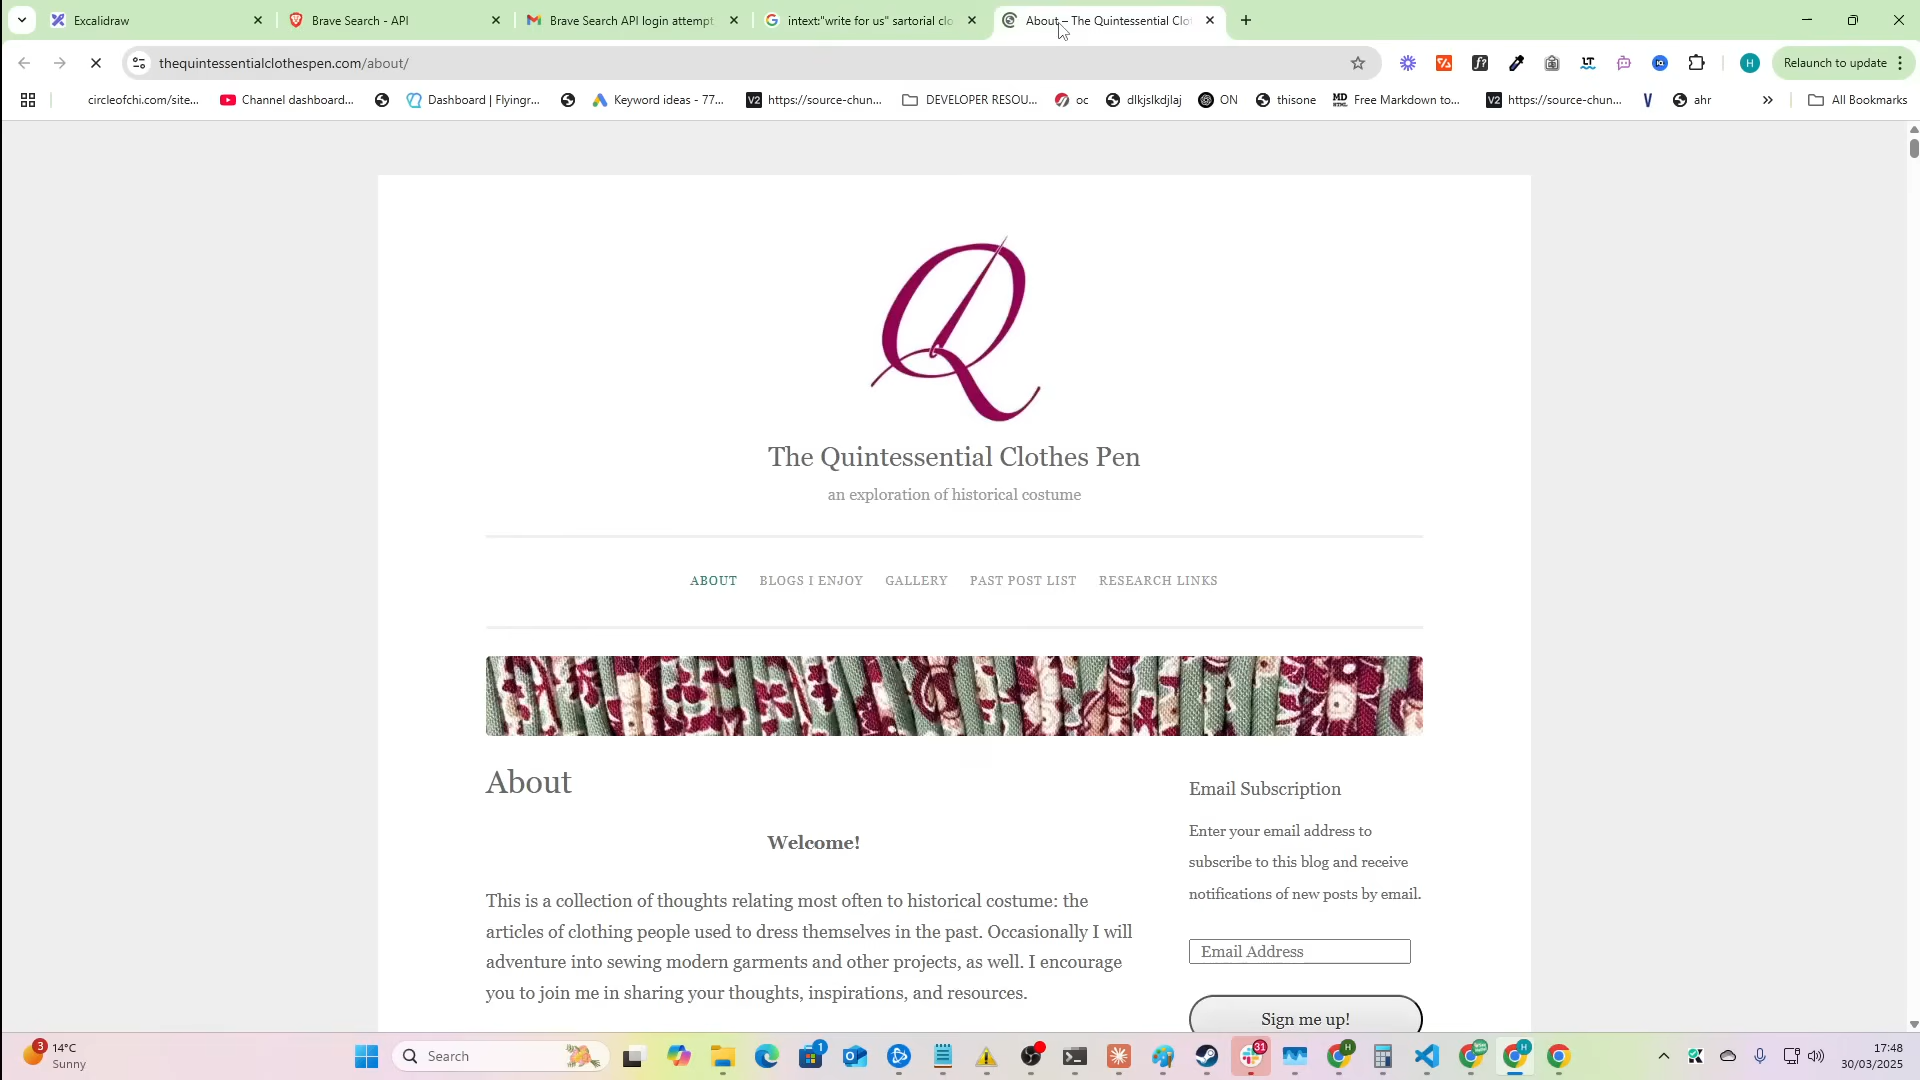 Excalidraw
Brave Search - API
Brave Search API login attempt
intext:"write for us" sartorial clo
About – The Quintessential Clot
thequintessentialclothespen.com/about/
Relaunch to update
circleofchi.com/site...
Channel dashboard...
Dashboard | Flyingr...
Keyword ideas - 77...
https://source-chun...
DEVELOPER RESOU...
oc
dlkjslkdjlaj
ON
thisone
Free Markdown to...
https://source-chun...
ahr
All Bookmarks
The Quintessential Clothes Pen
an exploration of historical costume
ABOUT
BLOGS I ENJOY
GALLERY
PAST POST LIST
RESEARCH LINKS
About
Welcome!
This is a collection of thoughts relating most often to historical costume: the
articles of clothing people used to dress themselves in the past. Occasionally I will
adventure into sewing modern garments and other projects, as well. I encourage
you to join me in sharing your thoughts, inspirations, and resources.
Email Subscription
Enter your email address to
subscribe to this blog and receive
notifications of new posts by email.
Email Address
Sign me up!
3
14°C
Sunny
Search
1
31
17:48
30/03/2025